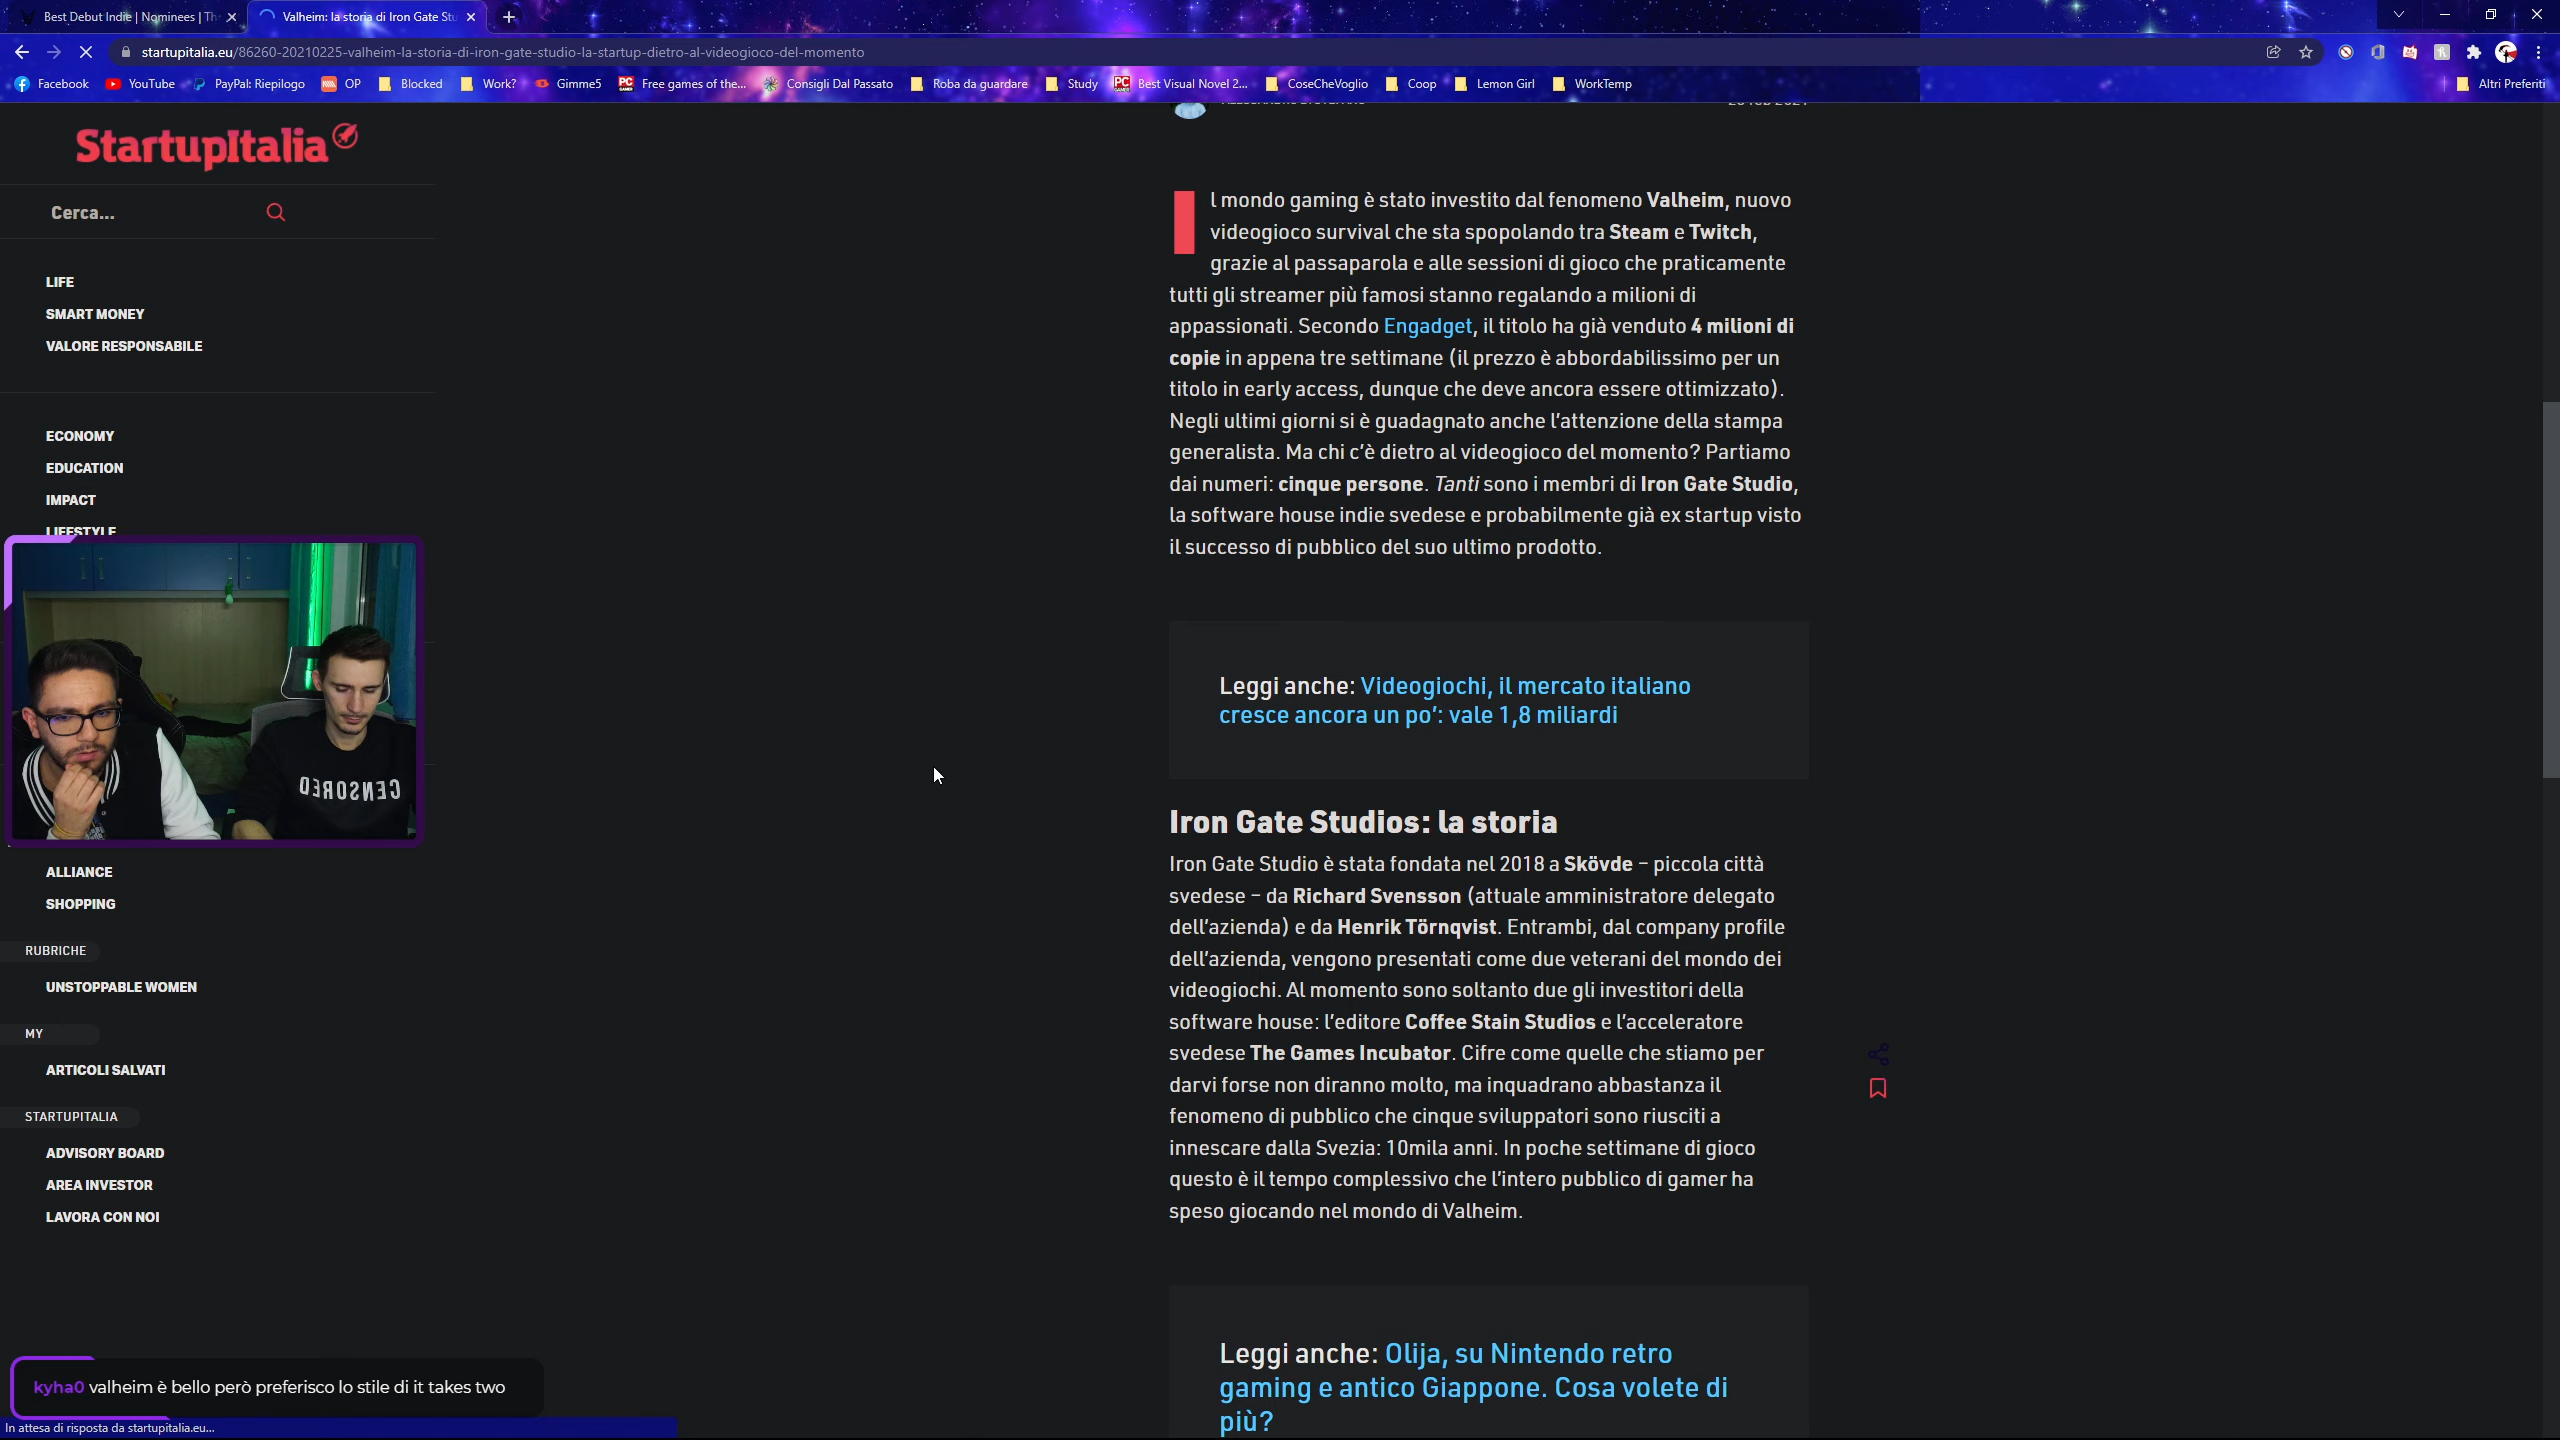 Best Debut Indie | Nominees | Th
Valheim: la storia di Iron Gate Stu
startupitalia.eu/86260-20210225-valheim-la-storia-di-iron-gate-studio-la-startup-dietro-al-videogioco-del-momento
Facebook
YouTube
PayPal: Riepilogo
OP
Blocked
Work?
Gimme5
Free games of the...
Consigli Dal Passato
Roba da guardare
Study
Best Visual Novel 2...
CoseCheVoglio
Coop
Lemon Girl
WorkTemp
Altri Preferiti
StartupItalia
Cerca...
LIFE
SMART MONEY
VALORE RESPONSABILE
ECONOMY
EDUCATION
IMPACT
LIFESTYLE
CENSORED
ALLIANCE
SHOPPING
RUBRICHE
UNSTOPPABLE WOMEN
MY
ARTICOLI SALVATI
STARTUPITALIA
ADVISORY BOARD
AREA INVESTOR
LAVORA CON NOI
Il mondo gaming è stato investito dal fenomeno Valheim, nuovo
videogioco survival che sta spopolando tra Steam e Twitch,
grazie al passaparola e alle sessioni di gioco che praticamente
tutti gli streamer più famosi stanno regalando a milioni di
appassionati. Secondo Engadget, il titolo ha già venduto 4 milioni di
copie in appena tre settimane (il prezzo è abbordabilissimo per un
titolo in early access, dunque che deve ancora essere ottimizzato).
Negli ultimi giorni si è guadagnato anche l'attenzione della stampa
generalista. Ma chi c'è dietro al videogioco del momento? Partiamo
dai numeri: cinque persone. Tanti sono i membri di Iron Gate Studio,
la software house indie svedese e probabilmente già ex startup visto
il successo di pubblico del suo ultimo prodotto.
Leggi anche: Videogiochi, il mercato italiano
cresce ancora un po': vale 1,8 miliardi
Iron Gate Studios: la storia
Iron Gate Studio è stata fondata nel 2018 a Skövde – piccola città
svedese – da Richard Svensson (attuale amministratore delegato
dell'azienda) e da Henrik Törnqvist. Entrambi, dal company profile
dell'azienda, vengono presentati come due veterani del mondo dei
videogiochi. Al momento sono soltanto due gli investitori della
software house: l'editore Coffee Stain Studios e l'acceleratore
svedese The Games Incubator. Cifre come quelle che stiamo per
darvi forse non diranno molto, ma inquadrano abbastanza il
fenomeno di pubblico che cinque sviluppatori sono riusciti a
innescare dalla Svezia: 10mila anni. In poche settimane di gioco
questo è il tempo complessivo che l'intero pubblico di gamer ha
speso giocando nel mondo di Valheim.
Leggi anche: Olija, su Nintendo retro
gaming e antico Giappone. Cosa volete di
più?
kyha0 valheim è bello però preferisco lo stile di it takes two
In attesa di risposta da startupitalia.eu...